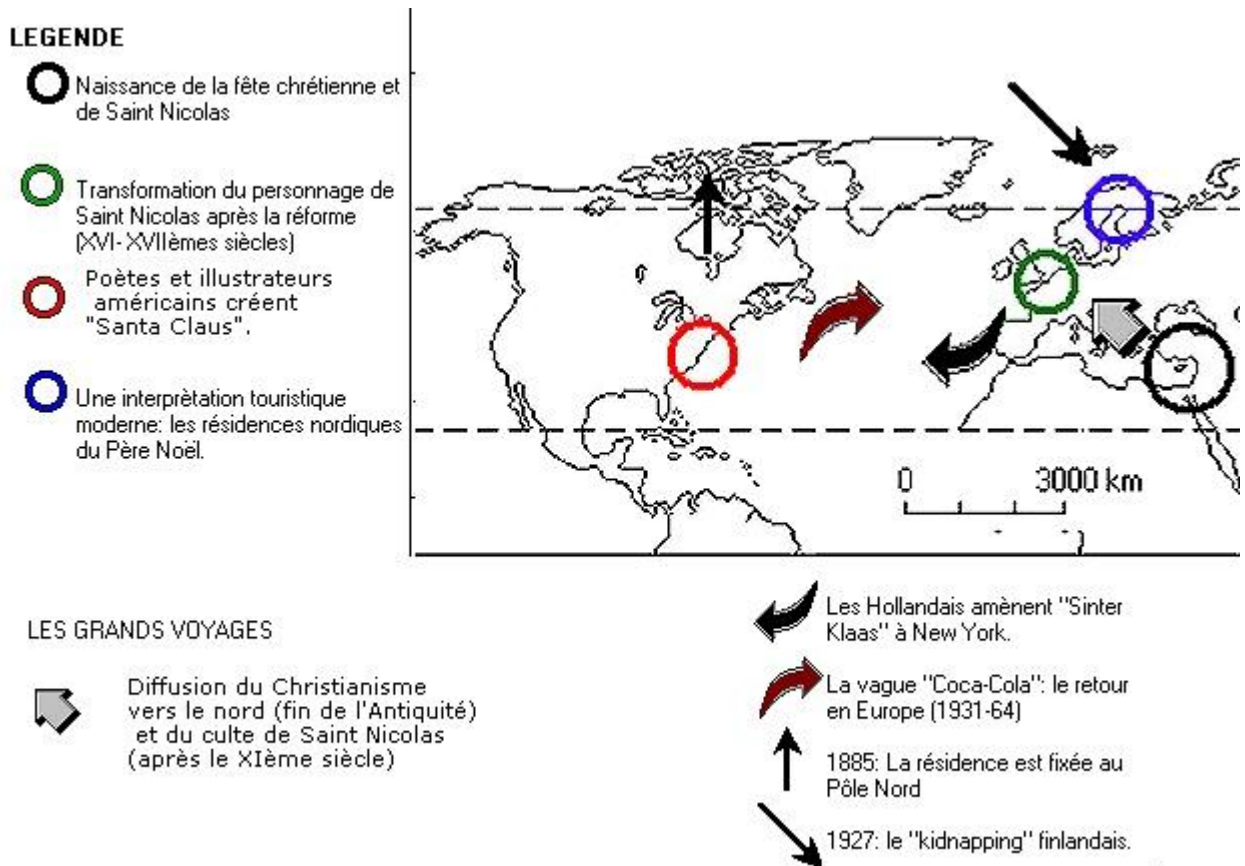 LEGENDE
Naissance de la fête chrétienne et
de Saint Nicolas
Transformation du personnage de
Saint Nicolas après la réforme
(XVI- XVIIèmes siècles)
Poètes et illustrateurs
américains créent
"Santa Claus".
Une interprètation touristique
moderne: les résidences nordiques
du Père Noël.
0 3000 km
LES GRANDS VOYAGES
Diffusion du Christianisme
vers le nord (fin de l'Antiquité)
et du culte de Saint Nicolas
(après le XIème siècle)
Les Hollandais amènent "Sinter
Klaas" à New York.
La vague "Coca-Cola": le retour
en Europe (1931-64)
1885: La résidence est fixée au
Pôle Nord
1927: le "kidnapping" finlandais.